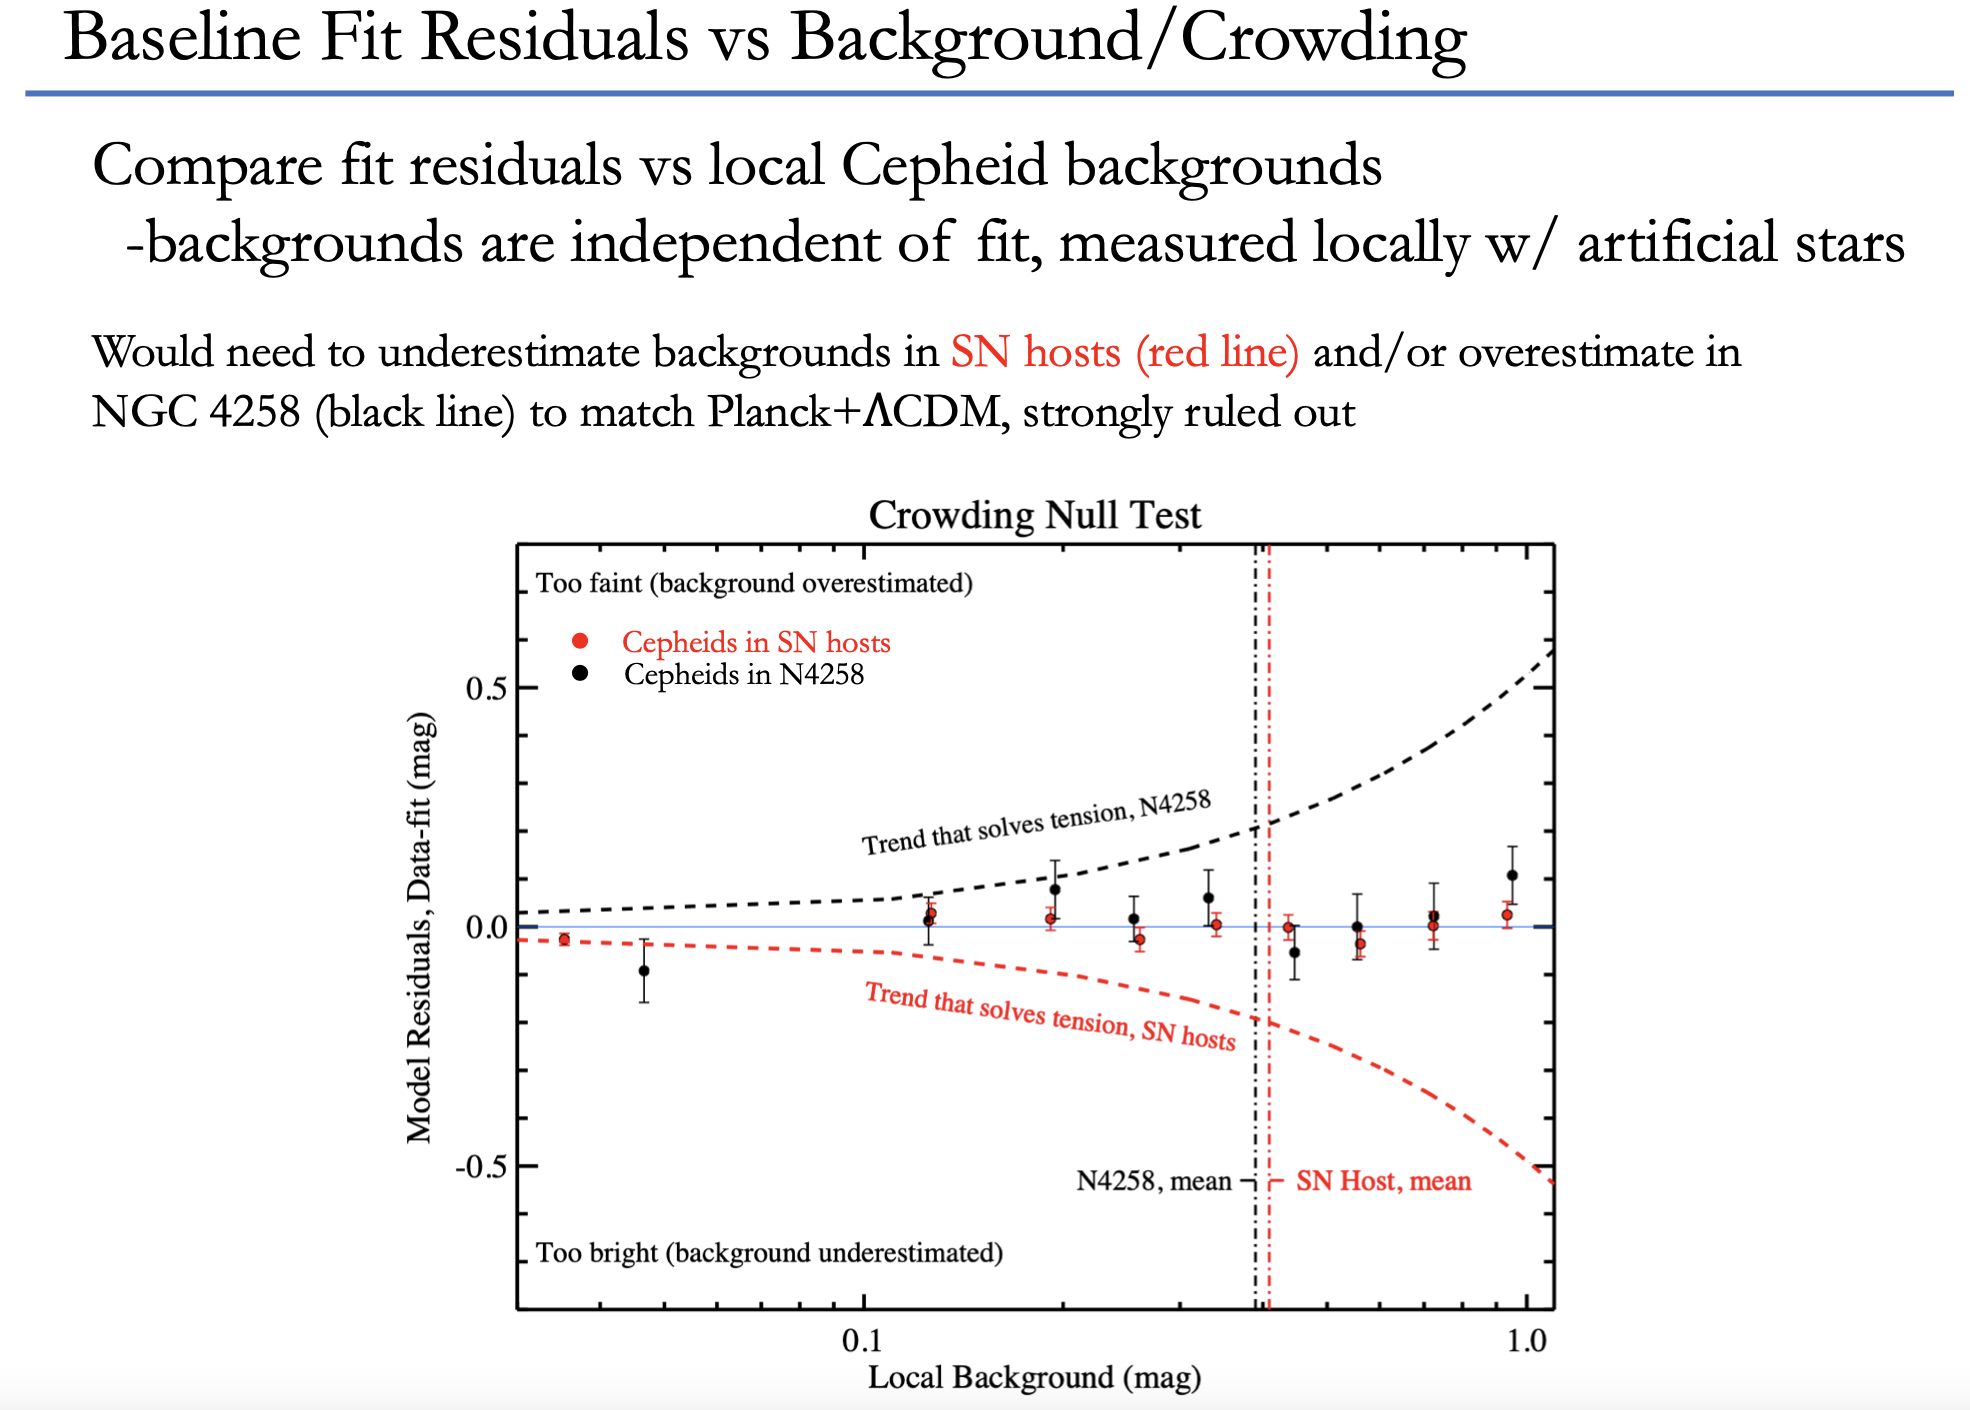 Baseline Fit Residuals vs Background/Crowding
Compare fit residuals vs local Cepheid backgrounds
-backgrounds are independent of fit, measured locally w/ artificial stars
Would need to underestimate backgrounds in SN hosts (red line) and/or overestimate in
NGC 4258 (black line) to match Planck+ΛCDM, strongly ruled out
Crowding Null Test
Too faint (background overestimated)
Cepheids in SN hosts
Cepheids in N4258
0.5
0.0
-0.5
Model Residuals, Data-fit (mag)
Trend that solves tension, N4258
Trend that solves tension, SN hosts
N4258, mean
SN Host, mean
Too bright (background underestimated)
0.1
1.0
Local Background (mag)